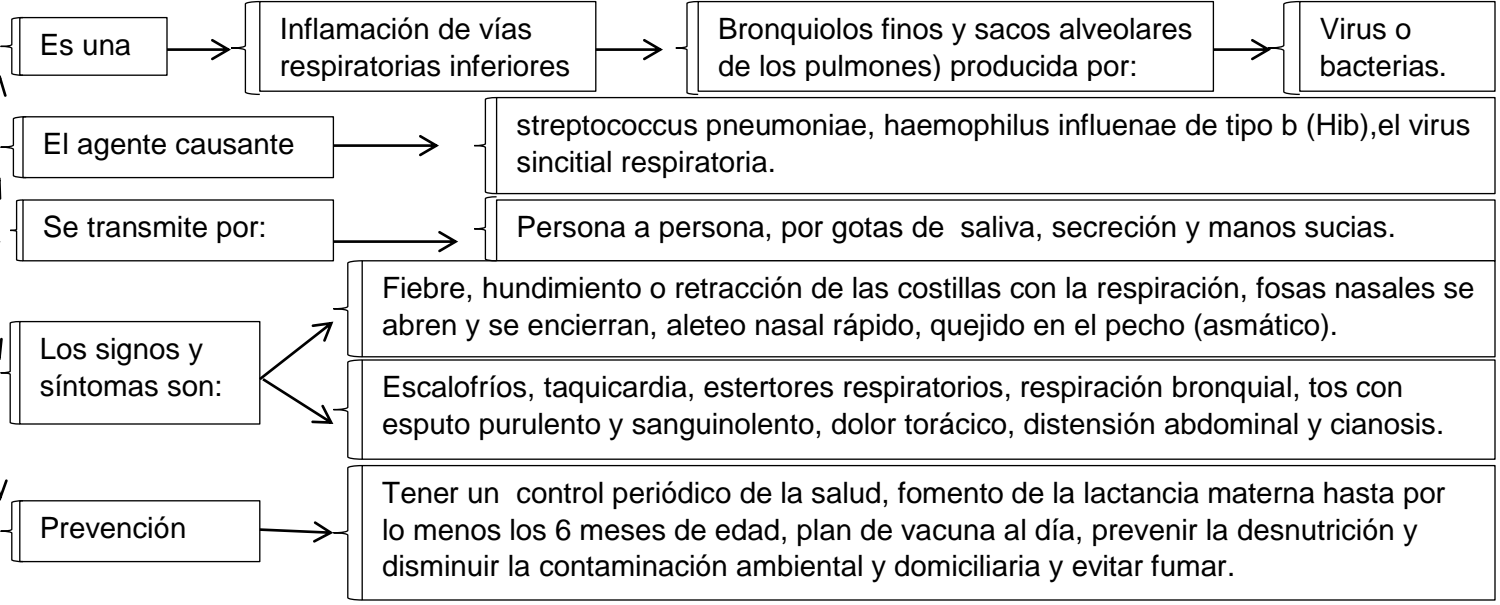 Es una
Inflamación de vías
respiratorias inferiores
Bronquiolos finos y sacos alveolares
de los pulmones) producida por:
Virus o
bacterias.
El agente causante
streptococcus pneumoniae, haemophilus influenae de tipo b (Hib),el virus
sincitial respiratoria.
Se transmite por:
Persona a persona, por gotas de  saliva, secreción y manos sucias.
Los signos y
síntomas son:
Fiebre, hundimiento o retracción de las costillas con la respiración, fosas nasales se
abren y se encierran, aleteo nasal rápido, quejido en el pecho (asmático).
Escalofríos, taquicardia, estertores respiratorios, respiración bronquial, tos con
esputo purulento y sanguinolento, dolor torácico, distensión abdominal y cianosis.
Prevención
Tener un  control periódico de la salud, fomento de la lactancia materna hasta por
lo menos los 6 meses de edad, plan de vacuna al día, prevenir la desnutrición y
disminuir la contaminación ambiental y domiciliaria y evitar fumar.